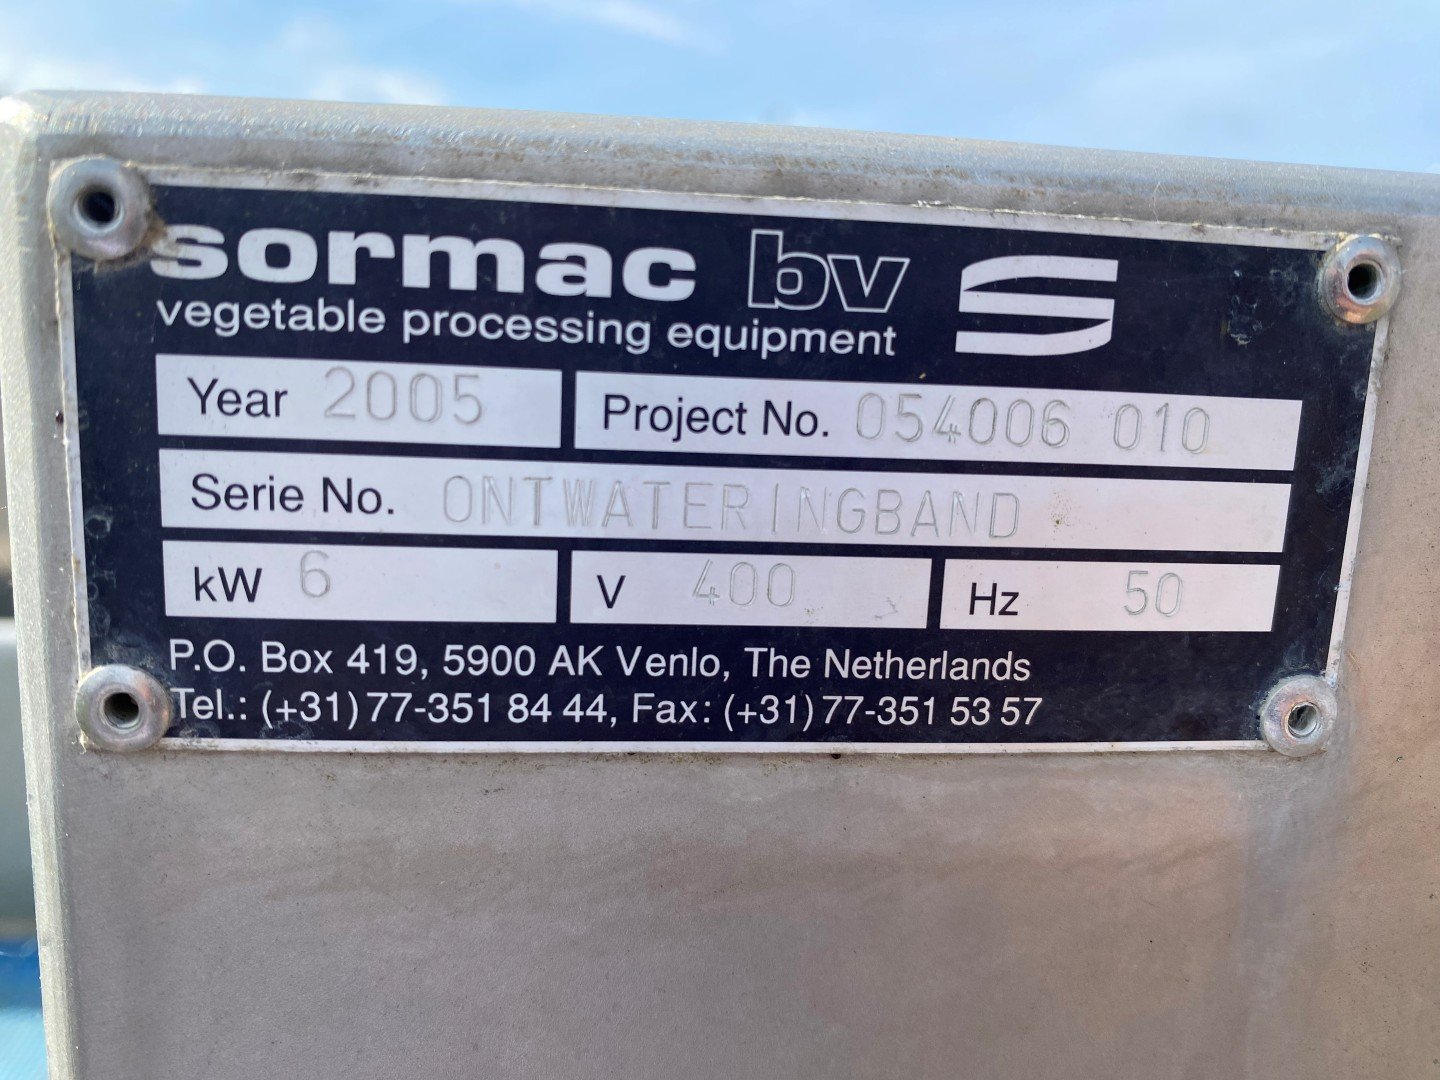 sormac bv
vegetable processing equipment
Year 2005 Project No. 054006 010
Serie No. ONTWATERINGBAND
kW 6 V 400 Hz 50
P.O. Box 419, 5900 AK Venlo, The Netherlands
Tel.: (+31) 77-351 84 44, Fax: (+31) 77-351 53 57